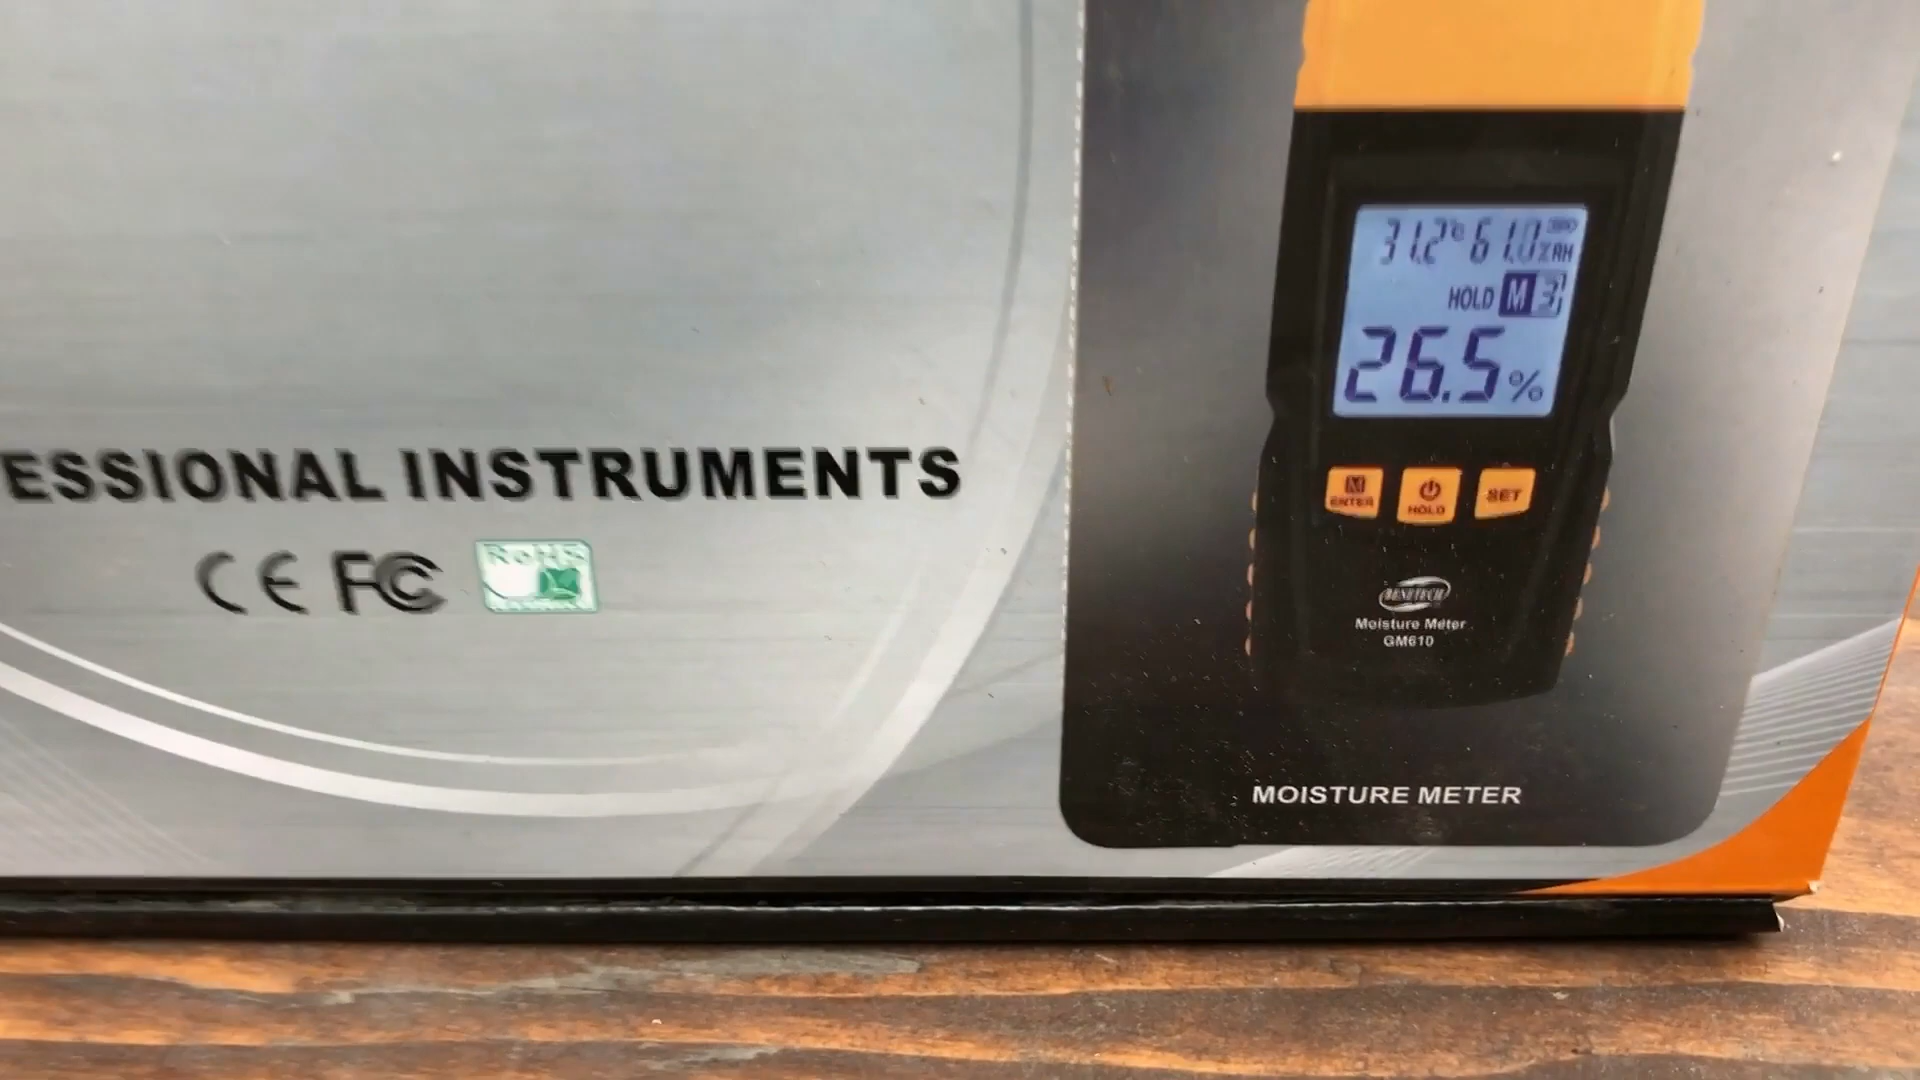 ESSIONAL INSTRUMENTS
CE FC RoHS
31.2°C 61.0%RH
HOLD M 3
26.5%
M
ENTER
HOLD
SET
BENETECH
Moisture Meter
GM610
MOISTURE METER